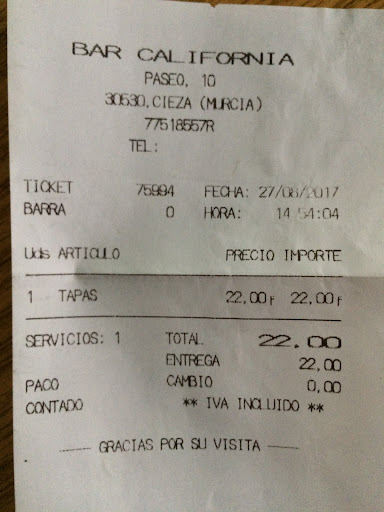 BAR CALIFORNIA
PASEO, 10
30530,CIEZA (MURCIA)
77518557R
TEL:
TICKET 75994 FECHA: 27/08/2017
BARRA 0 HORA: 14:54:04
Uds ARTICULO PRECIO IMPORTE
1 TAPAS 22,00 22,00
SERVICIOS: 1 TOTAL 22.00
ENTREGA 22,00
PACO CAMBIO 0,00
CONTADO ** IVA INCLUIDO **
GRACIAS POR SU VISITA